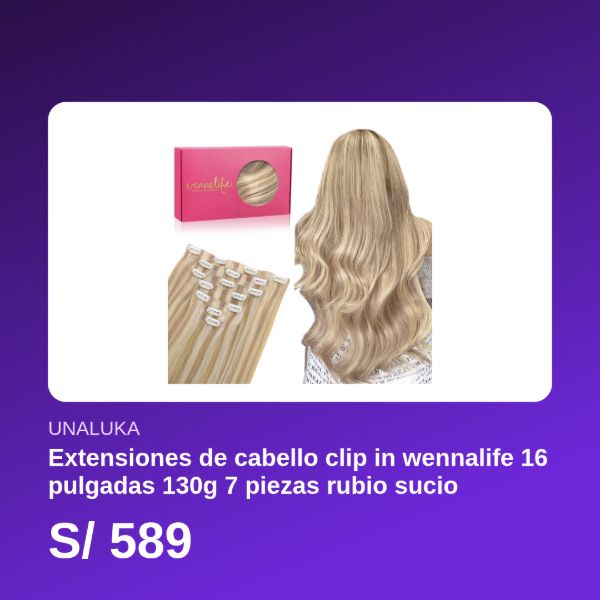 wennalife
UNALUKA
Extensiones de cabello clip in wennalife 16
pulgadas 130g 7 piezas rubio sucio
S/ 589